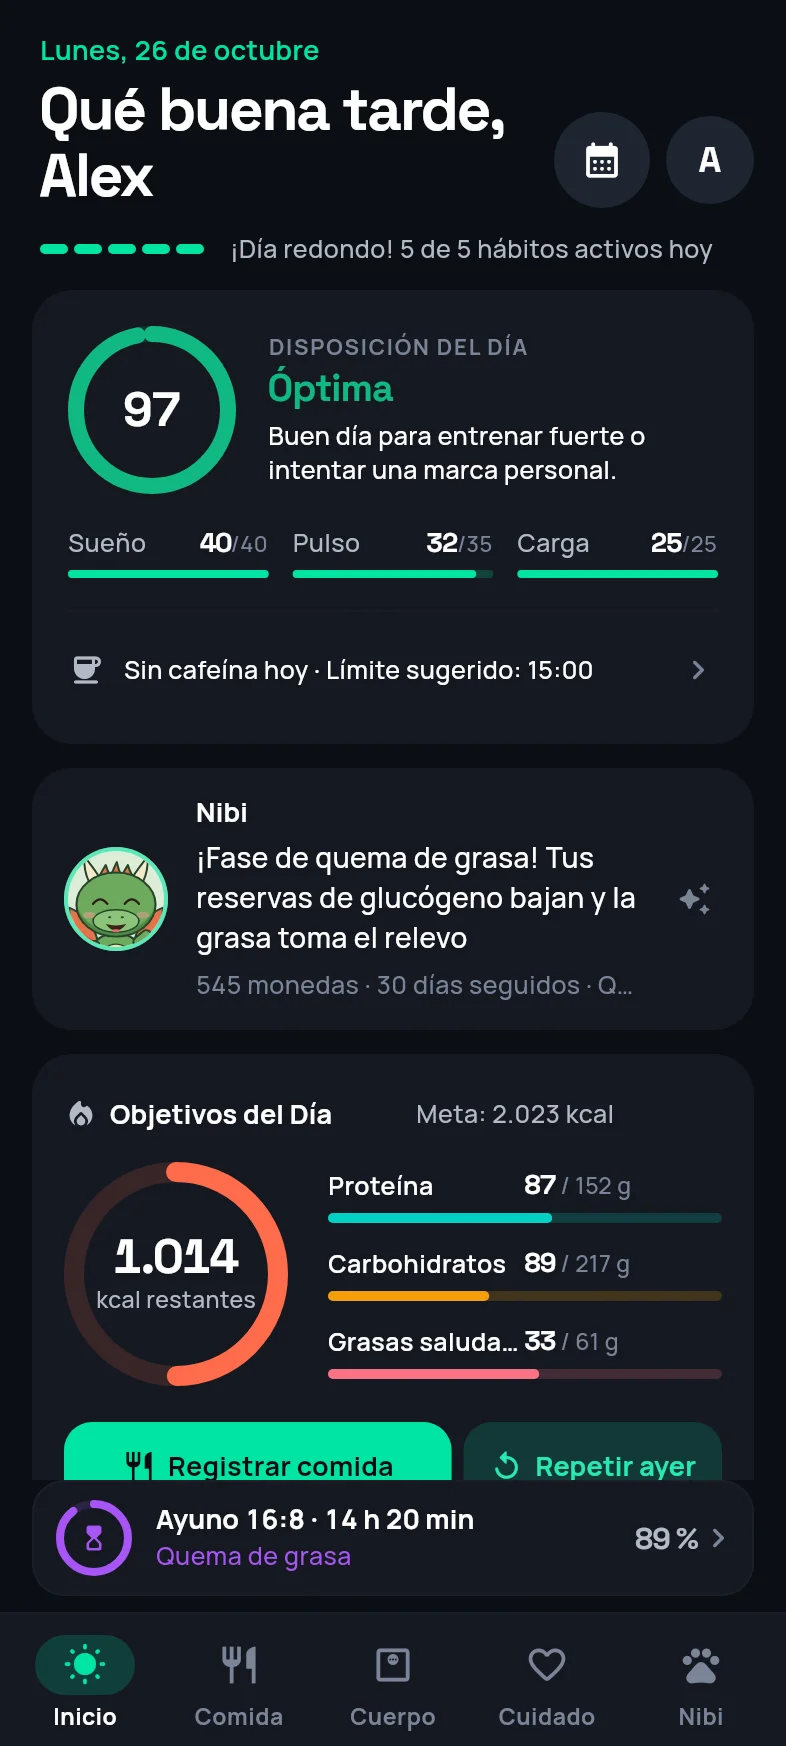 Lunes, 26 de octubre
Qué buena tarde,
Alex
A
¡Día redondo! 5 de 5 hábitos activos hoy
97
DISPOSICIÓN DEL DÍA
Óptima
Buen día para entrenar fuerte o
intentar una marca personal.
Sueño 40/40 Pulso 32/35 Carga 25/25
Sin cafeína hoy · Límite sugerido: 15:00
Nibi
¡Fase de quema de grasa! Tus
reservas de glucógeno bajan y la
grasa toma el relevo
545 monedas · 30 días seguidos · Q…
Objetivos del Día Meta: 2.023 kcal
1.014
kcal restantes
Proteína 87 / 152 g
Carbohidratos 89 / 217 g
Grasas saluda… 33 / 61 g
Registrar comida Repetir ayer
Ayuno 16:8 · 14 h 20 min
Quema de grasa
89 %
Inicio Comida Cuerpo Cuidado Nibi